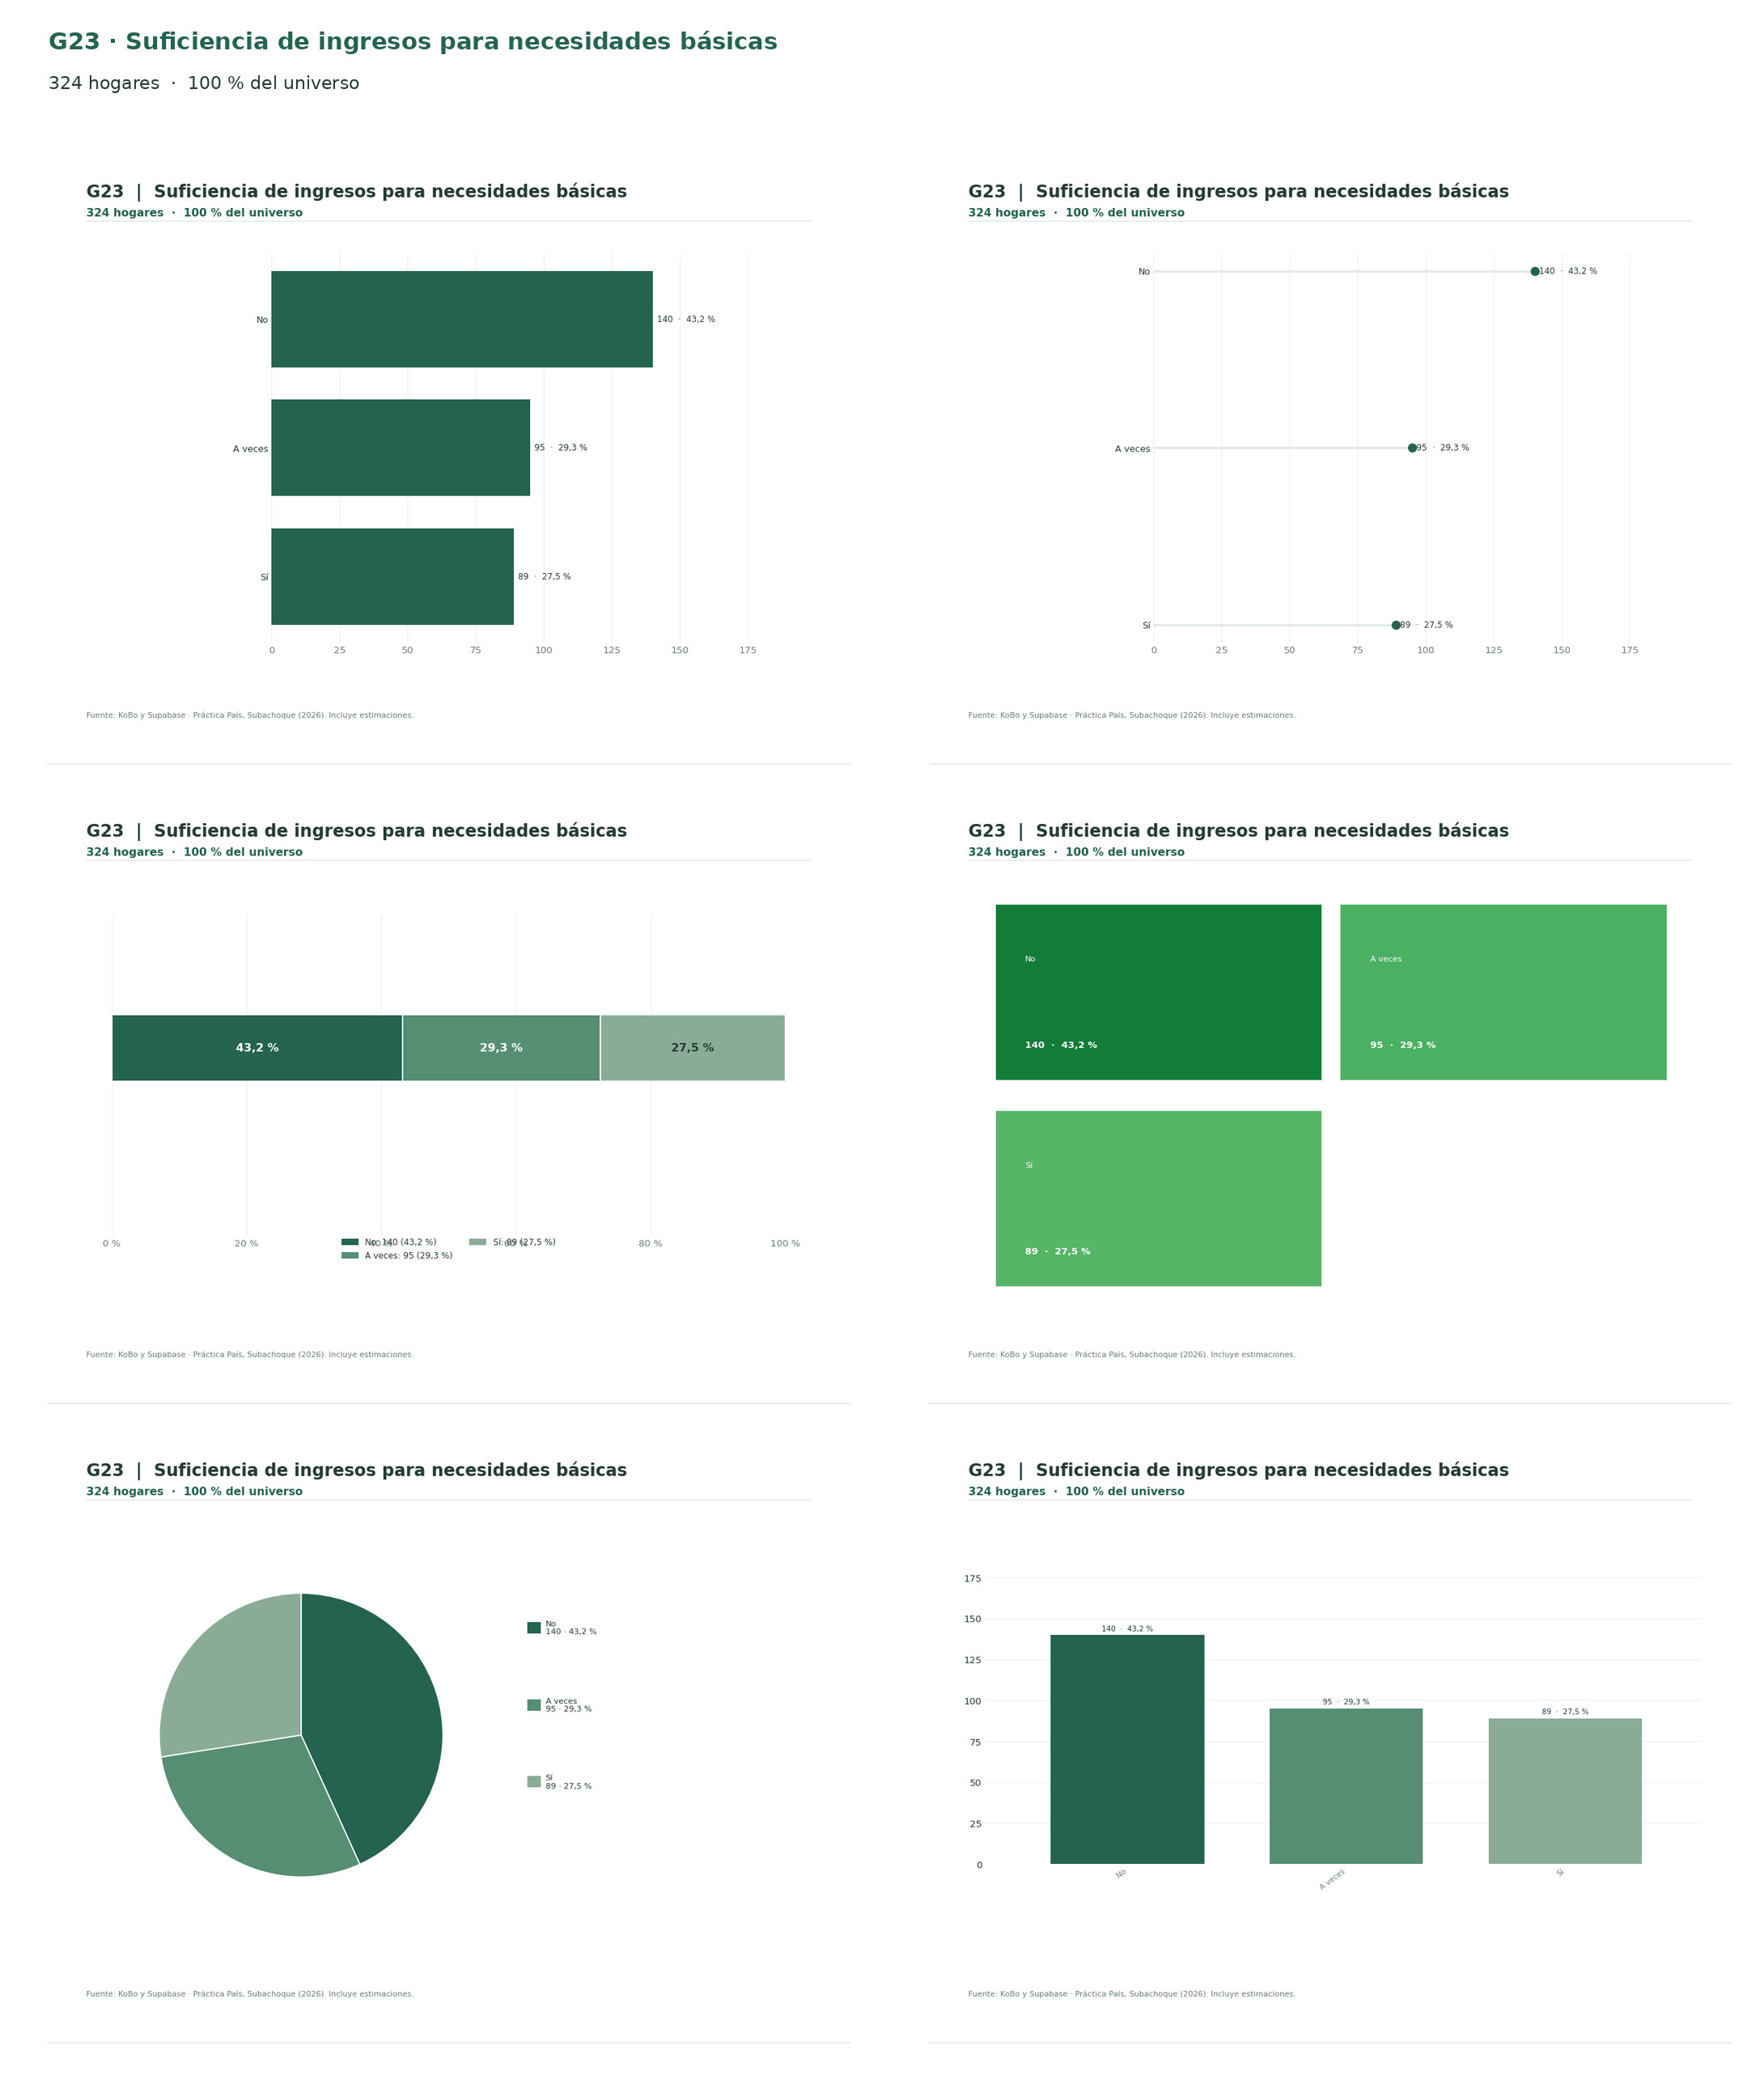 G23 · Suficiencia de ingresos para necesidades básicas
324 hogares · 100 % del universo
G23 | Suficiencia de ingresos para necesidades básicas
324 hogares · 100 % del universo
No
140 · 43,2 %
A veces
95 · 29,3 %
Sí
89 · 27,5 %
0 25 50 75 100 125 150 175
Fuente: KoBo y Supabase · Práctica País, Subachoque (2026). Incluye estimaciones.
G23 | Suficiencia de ingresos para necesidades básicas
324 hogares · 100 % del universo
No
140 · 43,2 %
A veces
95 · 29,3 %
Sí
89 · 27,5 %
0 25 50 75 100 125 150 175
Fuente: KoBo y Supabase · Práctica País, Subachoque (2026). Incluye estimaciones.
G23 | Suficiencia de ingresos para necesidades básicas
324 hogares · 100 % del universo
43,2 % 29,3 % 27,5 %
0 % 20 % 40 % 60 % 80 % 100 %
No: 140 (43,2 %) Sí: 89 (27,5 %)
A veces: 95 (29,3 %)
Fuente: KoBo y Supabase · Práctica País, Subachoque (2026). Incluye estimaciones.
G23 | Suficiencia de ingresos para necesidades básicas
324 hogares · 100 % del universo
No
140 · 43,2 %
A veces
95 · 29,3 %
Sí
89 · 27,5 %
Fuente: KoBo y Supabase · Práctica País, Subachoque (2026). Incluye estimaciones.
G23 | Suficiencia de ingresos para necesidades básicas
324 hogares · 100 % del universo
No
140 · 43,2 %
A veces
95 · 29,3 %
Sí
89 · 27,5 %
Fuente: KoBo y Supabase · Práctica País, Subachoque (2026). Incluye estimaciones.
G23 | Suficiencia de ingresos para necesidades básicas
324 hogares · 100 % del universo
175
150
125
100
75
50
25
0
140 · 43,2 %
95 · 29,3 %
89 · 27,5 %
No
A veces
Sí
Fuente: KoBo y Supabase · Práctica País, Subachoque (2026). Incluye estimaciones.